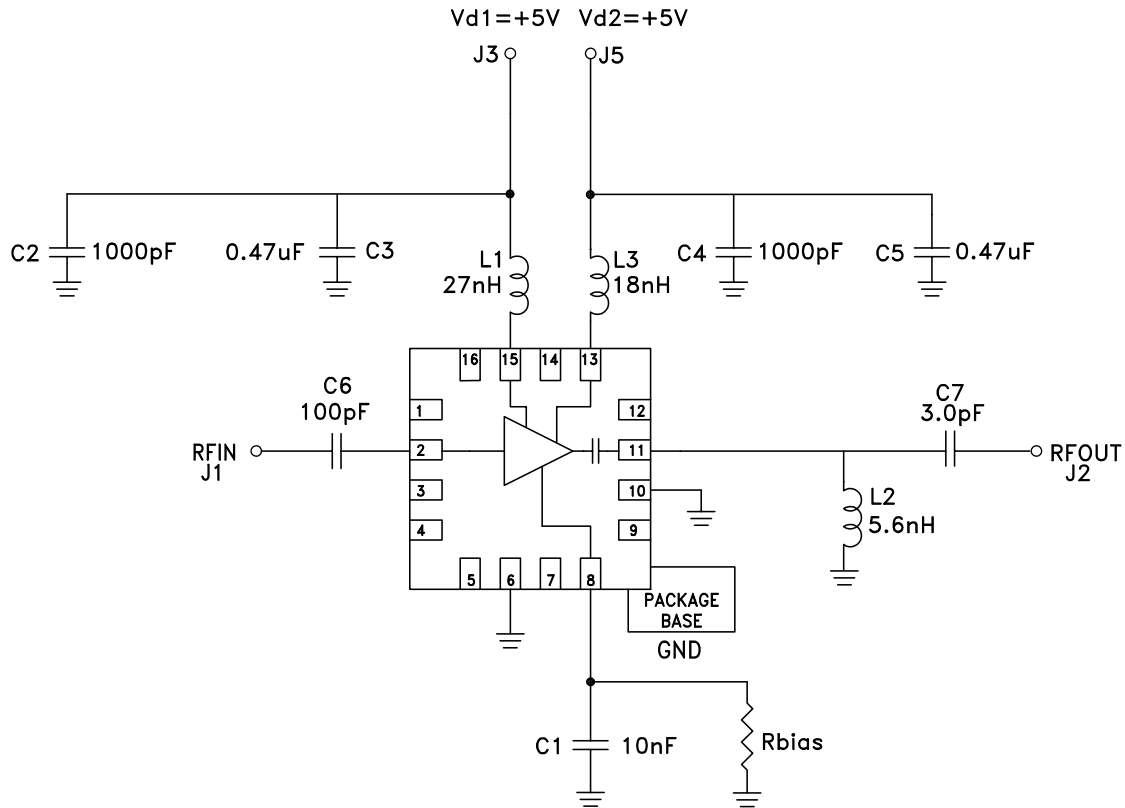 Vd1=+5V Vd2=+5V
J3 J5
C2 1000pF 0.47uF C3
L1
27nH
L3
18nH
C4 1000pF C5 0.47uF
16 15 14 13
C6
100pF
C7
3.0pF
1 12
RFIN
J1
2 11
RFOUT
J2
3 10
L2
5.6nH
4 9
5 6 7 8
PACKAGE
BASE
GND
C1 10nF Rbias